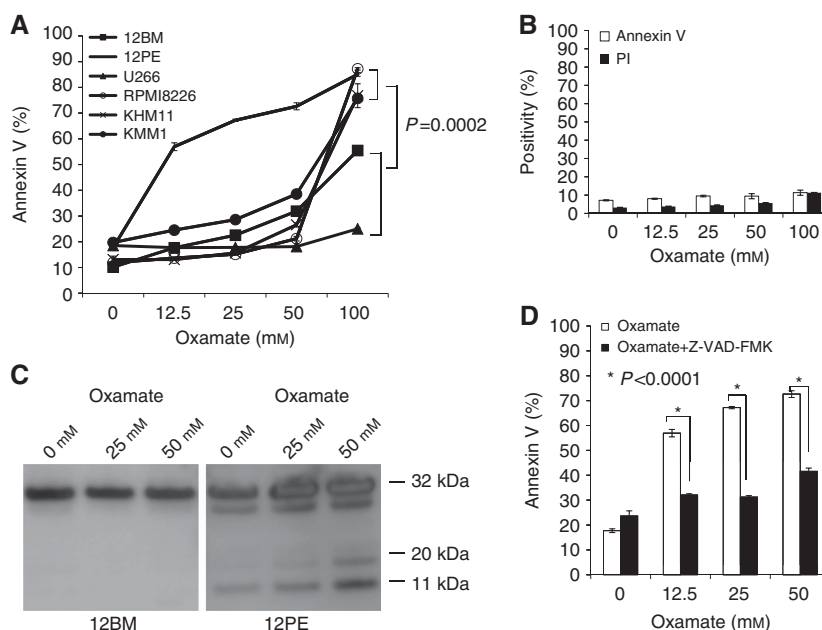 A
100
90
80
70
60
50
40
30
20
10
0
Annexin V (%)
12BM
12PE
U266
RPMI8226
KHM11
KMM1
P=0.0002
0 12.5 25 50 100
Oxamate (mM)
B
100
90
80
70
60
50
40
30
20
10
0
Positivity (%)
Annexin V
PI
0 12.5 25 50 100
Oxamate (mM)
C
Oxamate Oxamate
0 mM 25 mM 50 mM 0 mM 25 mM 50 mM
32 kDa
20 kDa
11 kDa
12BM 12PE
D
100
90
80
70
60
50
40
30
20
10
0
Annexin V (%)
Oxamate
Oxamate+Z-VAD-FMK
* P<0.0001
* * *
0 12.5 25 50
Oxamate (mM)